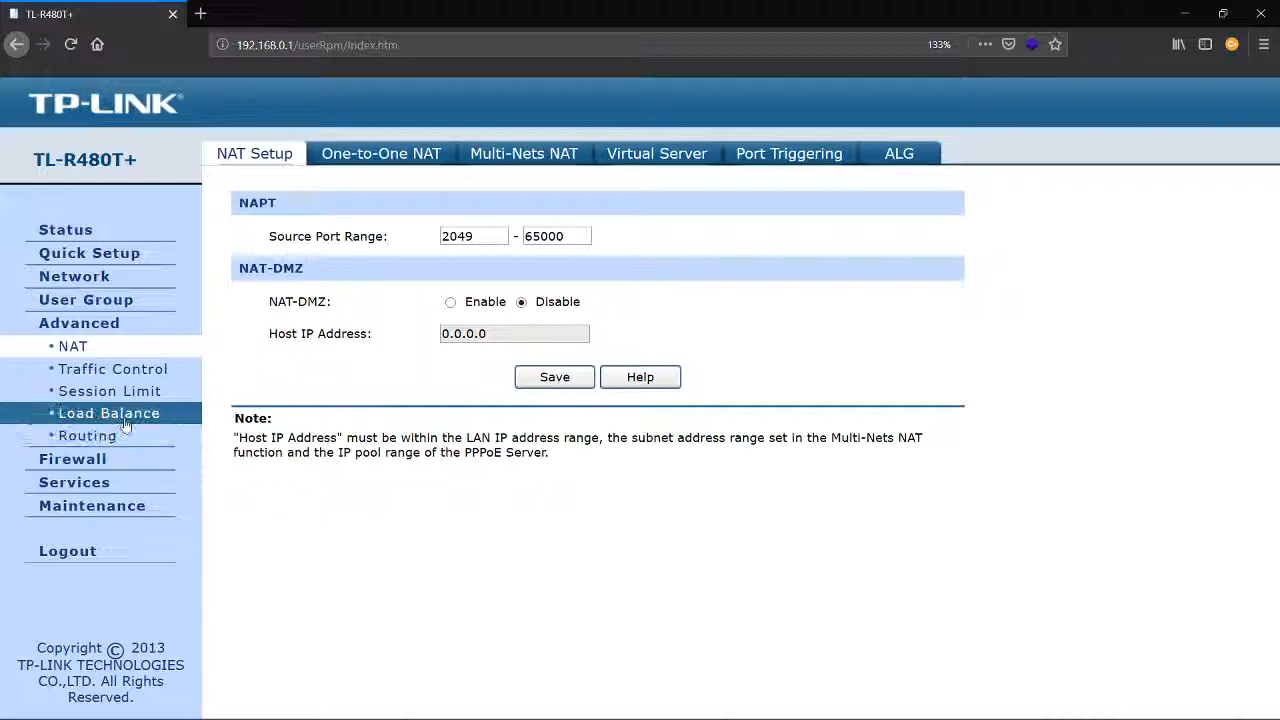 TL-R480T+
192.168.0.1/userRpm/Index.htm
133%
TP-LINK®
TL-R480T+
NAT Setup
One-to-One NAT
Multi-Nets NAT
Virtual Server
Port Triggering
ALG
Status
Quick Setup
Network
User Group
Advanced
• NAT
• Traffic Control
• Session Limit
• Load Balance
• Routing
Firewall
Services
Maintenance
Logout
Copyright © 2013
TP-LINK TECHNOLOGIES
CO.,LTD. All Rights
Reserved.
NAPT
Source Port Range: 2049 - 65000
NAT-DMZ
NAT-DMZ: Enable Disable
Host IP Address: 0.0.0.0
Save Help
Note:
"Host IP Address" must be within the LAN IP address range, the subnet address range set in the Multi-Nets NAT
function and the IP pool range of the PPPoE Server.